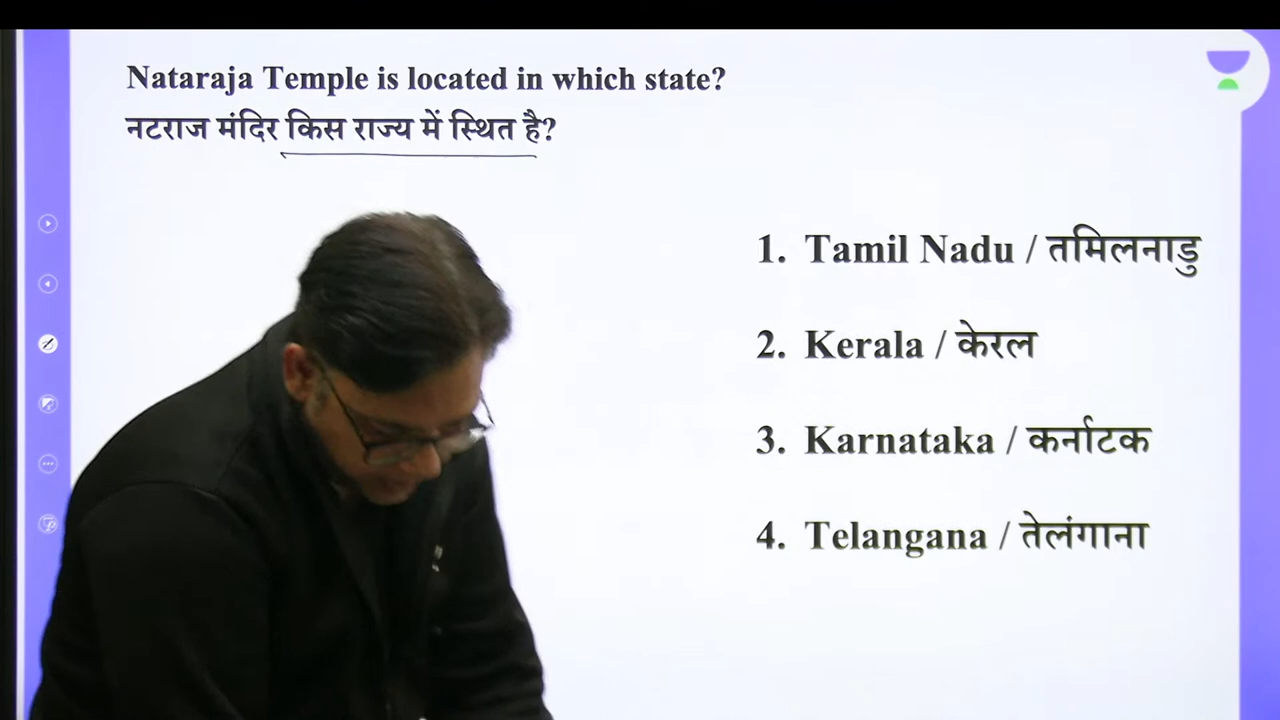 Nataraja Temple is located in which state?
नटराज मंदिर किस राज्य में स्थित है?
1. Tamil Nadu / तमिलनाडु
2. Kerala / केरल
3. Karnataka / कर्नाटक
4. Telangana / तेलंगाना